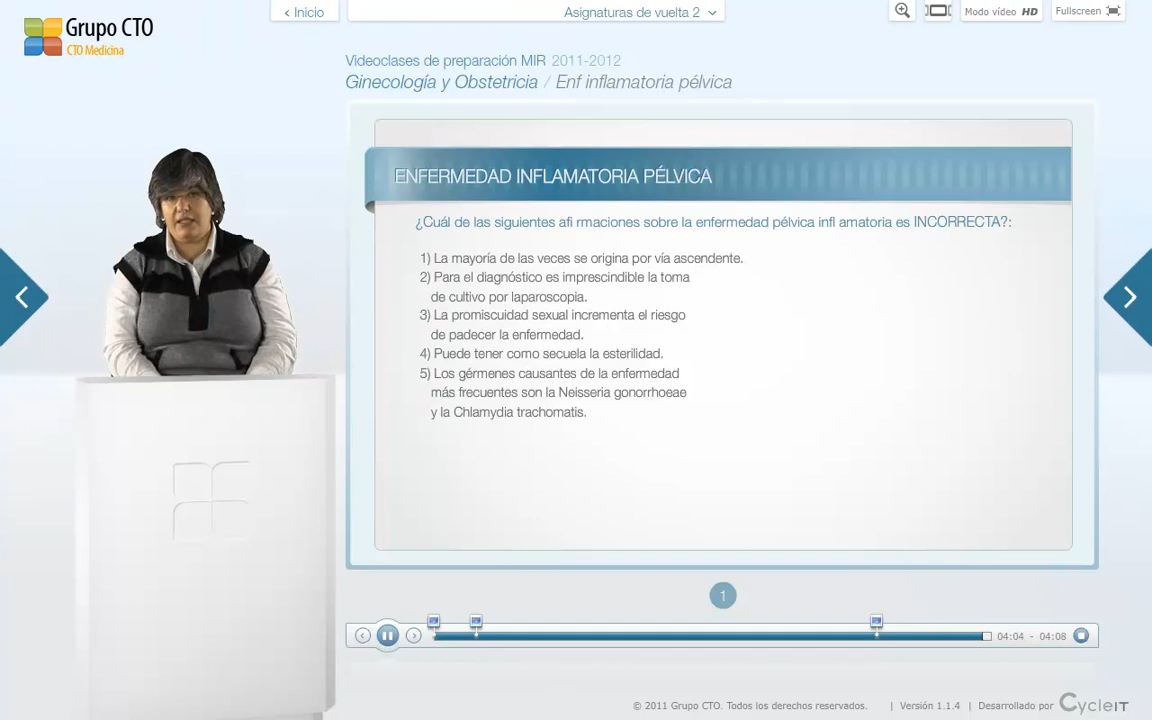 Grupo CTO
CTO Medicina
‹ Inicio
Asignaturas de vuelta 2
Modo vídeo HD
Fullscreen
Videoclases de preparación MIR 2011-2012
Ginecología y Obstetricia / Enf inflamatoria pélvica
ENFERMEDAD INFLAMATORIA PÉLVICA
¿Cuál de las siguientes afi rmaciones sobre la enfermedad pélvica infl amatoria es INCORRECTA?:
1) La mayoría de las veces se origina por vía ascendente.
2) Para el diagnóstico es imprescindible la toma
de cultivo por laparoscopia.
3) La promiscuidad sexual incrementa el riesgo
de padecer la enfermedad.
4) Puede tener como secuela la esterilidad.
5) Los gérmenes causantes de la enfermedad
más frecuentes son la Neisseria gonorrhoeae
y la Chlamydia trachomatis.
1
04:04 - 04:08
© 2011 Grupo CTO. Todos los derechos reservados. | Versión 1.1.4 | Desarrollado por CycleIT